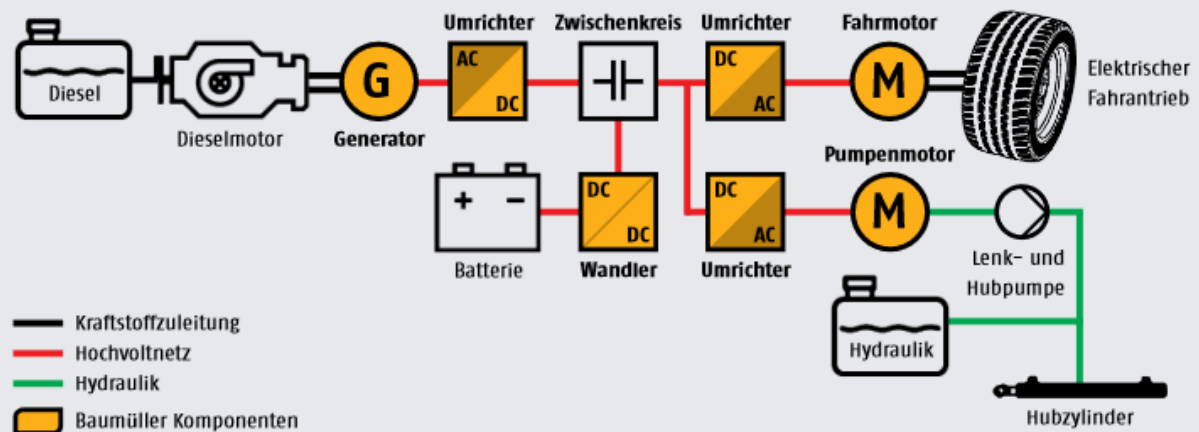 Umrichter
Zwischenkreis
Umrichter
Fahrmotor
Diesel
Dieselmotor
G
Generator
AC
DC
DC
AC
M
Elektrischer
Fahrantrieb
Pumpenmotor
+ −
Batterie
DC
DC
Wandler
DC
AC
Umrichter
M
Lenk- und
Hubpumpe
Hydraulik
Hubzylinder
Kraftstoffzuleitung
Hochvoltnetz
Hydraulik
Baumüller Komponenten